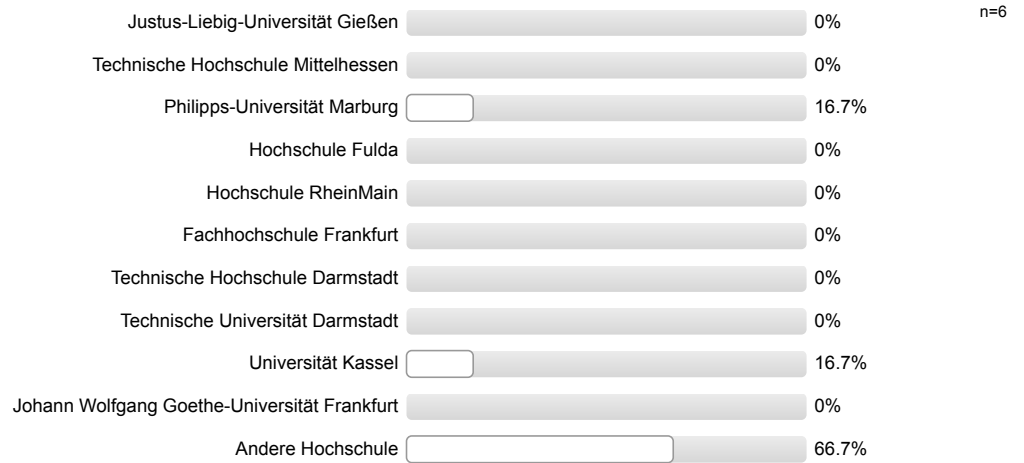 n=6
Justus-Liebig-Universität Gießen 0%
Technische Hochschule Mittelhessen 0%
Philipps-Universität Marburg 16.7%
Hochschule Fulda 0%
Hochschule RheinMain 0%
Fachhochschule Frankfurt 0%
Technische Hochschule Darmstadt 0%
Technische Universität Darmstadt 0%
Universität Kassel 16.7%
Johann Wolfgang Goethe-Universität Frankfurt 0%
Andere Hochschule 66.7%